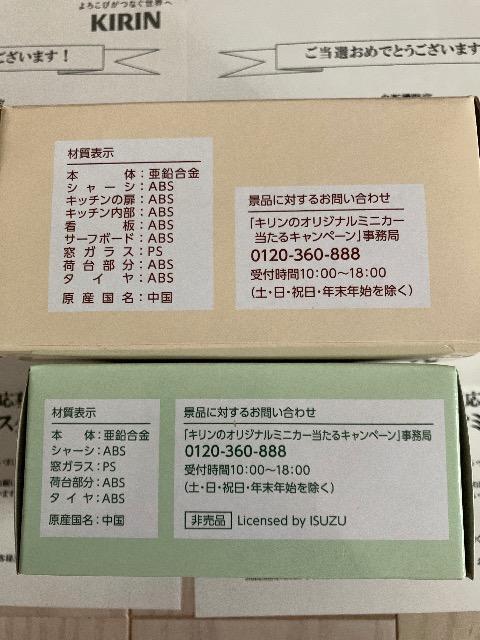 よろこびがつなぐ世界へ
KIRIN
ございます！
ご当選おめでとうございます
材質表示
本　　体：亜鉛合金
シャーシ：ABS
キッチンの扉：ABS
キッチン内部：ABS
看　　板：ABS
サーフボード：ABS
窓ガラス：PS
荷台部分：ABS
タイヤ：ABS
原産国：中国
景品に対するお問い合わせ
「キリンのオリジナルミニカー
当たるキャンペーン」事務局
0120-360-888
受付時間10:00〜18:00
（土・日・祝日・年末年始を除く）
材質表示
本　体：亜鉛合金
シャーシ：ABS
窓ガラス：PS
荷台部分：ABS
タイヤ：ABS
原産国：中国
景品に対するお問い合わせ
「キリンのオリジナルミニカー当たるキャンペーン」事務局
0120-360-888
受付時間10:00〜18:00
（土・日・祝日・年末年始を除く）
非売品 Licensed by ISUZU